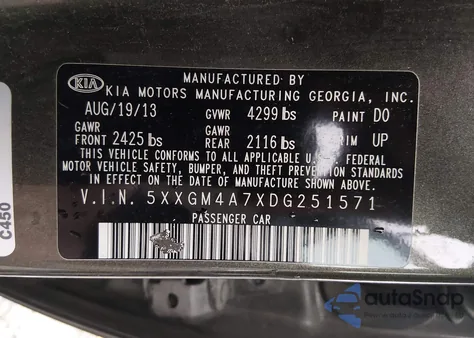 MANUFACTURED BY
KIA KIA MOTORS MANUFACTURING GEORGIA, INC.
AUG/19/13 GVWR 4299 lbs PAINT D0
GAWR FRONT 2425 lbs GAWR REAR 2116 lbs TRIM UP
THIS VEHICLE CONFORMS TO ALL APPLICABLE U.S. FEDERAL
MOTOR VEHICLE SAFETY, BUMPER, AND THEFT PREVENTION STANDARDS
IN EFFECT ON THE DATE OF MANUFACTURE SHOWN ABOVE.
V.I.N. 5XXGM4A7XDG251571
PASSENGER CAR
C450
autoSnap